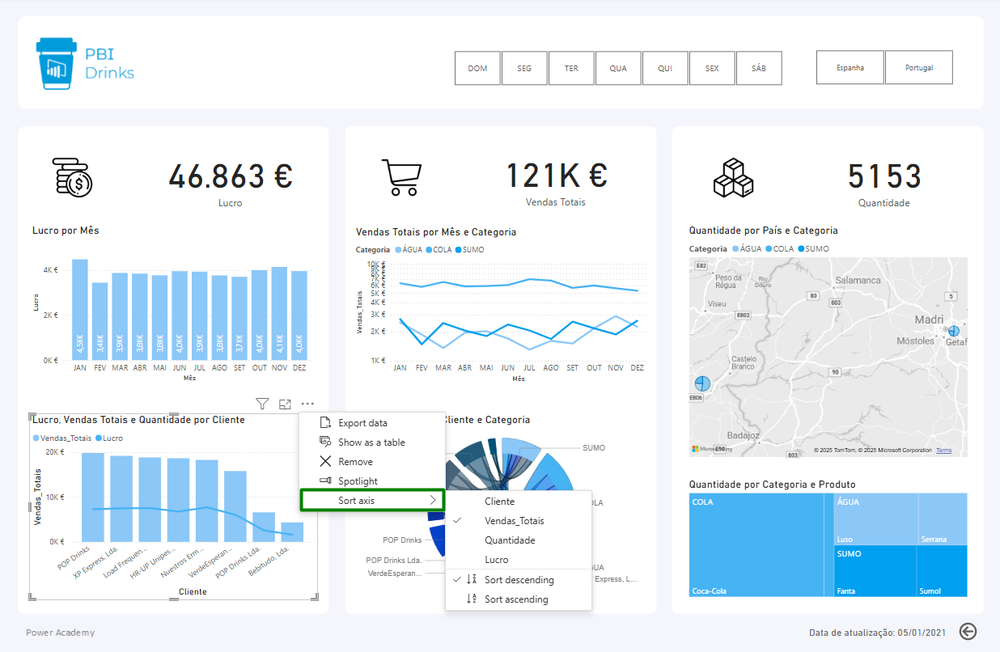 PBI
Drinks
DOM SEG TER QUA QUI SEX SÁB
Espanha Portugal
46.863 €
Lucro
121K €
Vendas Totais
5153
Quantidade
Lucro por Mês
Lucro
4K €
2K €
0K €
4,5K€ 3,4K€ 3,9K€ 3,8K€ 3,8K€ 4,0K€ 3,9K€ 3,8K€ 3,7K€ 4,0K€ 4,1K€ 4,0K€
JAN FEV MAR ABR MAI JUN JUL AGO SET OUT NOV DEZ
Mês
Vendas Totais por Mês e Categoria
Categoria ÁGUA COLA SUMO
Vendas_Totais
10K €
6K €
5K €
4K €
3K €
2K €
1K €
JAN FEV MAR ABR MAI JUN JUL AGO SET OUT NOV DEZ
Mês
Quantidade por País e Categoria
Categoria ÁGUA COLA SUMO
E82
Peso da
Régua
Rio
Douro
Salamanca
80
803
5
Viseu
E802
Madri
Móstoles
Getaf
Castelo
Branco
90
E806
Badajoz
E90
803
© 2025 TomTom, © 2025 Microsoft Corporation Terms
Lucro, Vendas Totais e Quantidade por Cliente
Vendas_Totais Lucro
Vendas_Totais
20K €
10K €
0K €
POP Drinks
XP Express, Lda.
Load Frequen...
HR-UP Unipes...
Nuestros Erm...
VerdeEsperan...
POP Drinks Lda.
Bebitudo, Lda.
Cliente
Export data
Show as a table
Remove
Spotlight
Sort axis
Cliente
Vendas_Totais
Quantidade
Lucro
Sort descending
Sort ascending
Cliente e Categoria
SUMO
OLA
POP Drinks
POP Drinks Lda.
VerdeEsperan...
GUA
Express, L...
Quantidade por Categoria e Produto
COLA
Coca-Cola
ÁGUA
Luso
Serrana
SUMO
Fanta
Sumol
Power Academy
Data de atualização: 05/01/2021